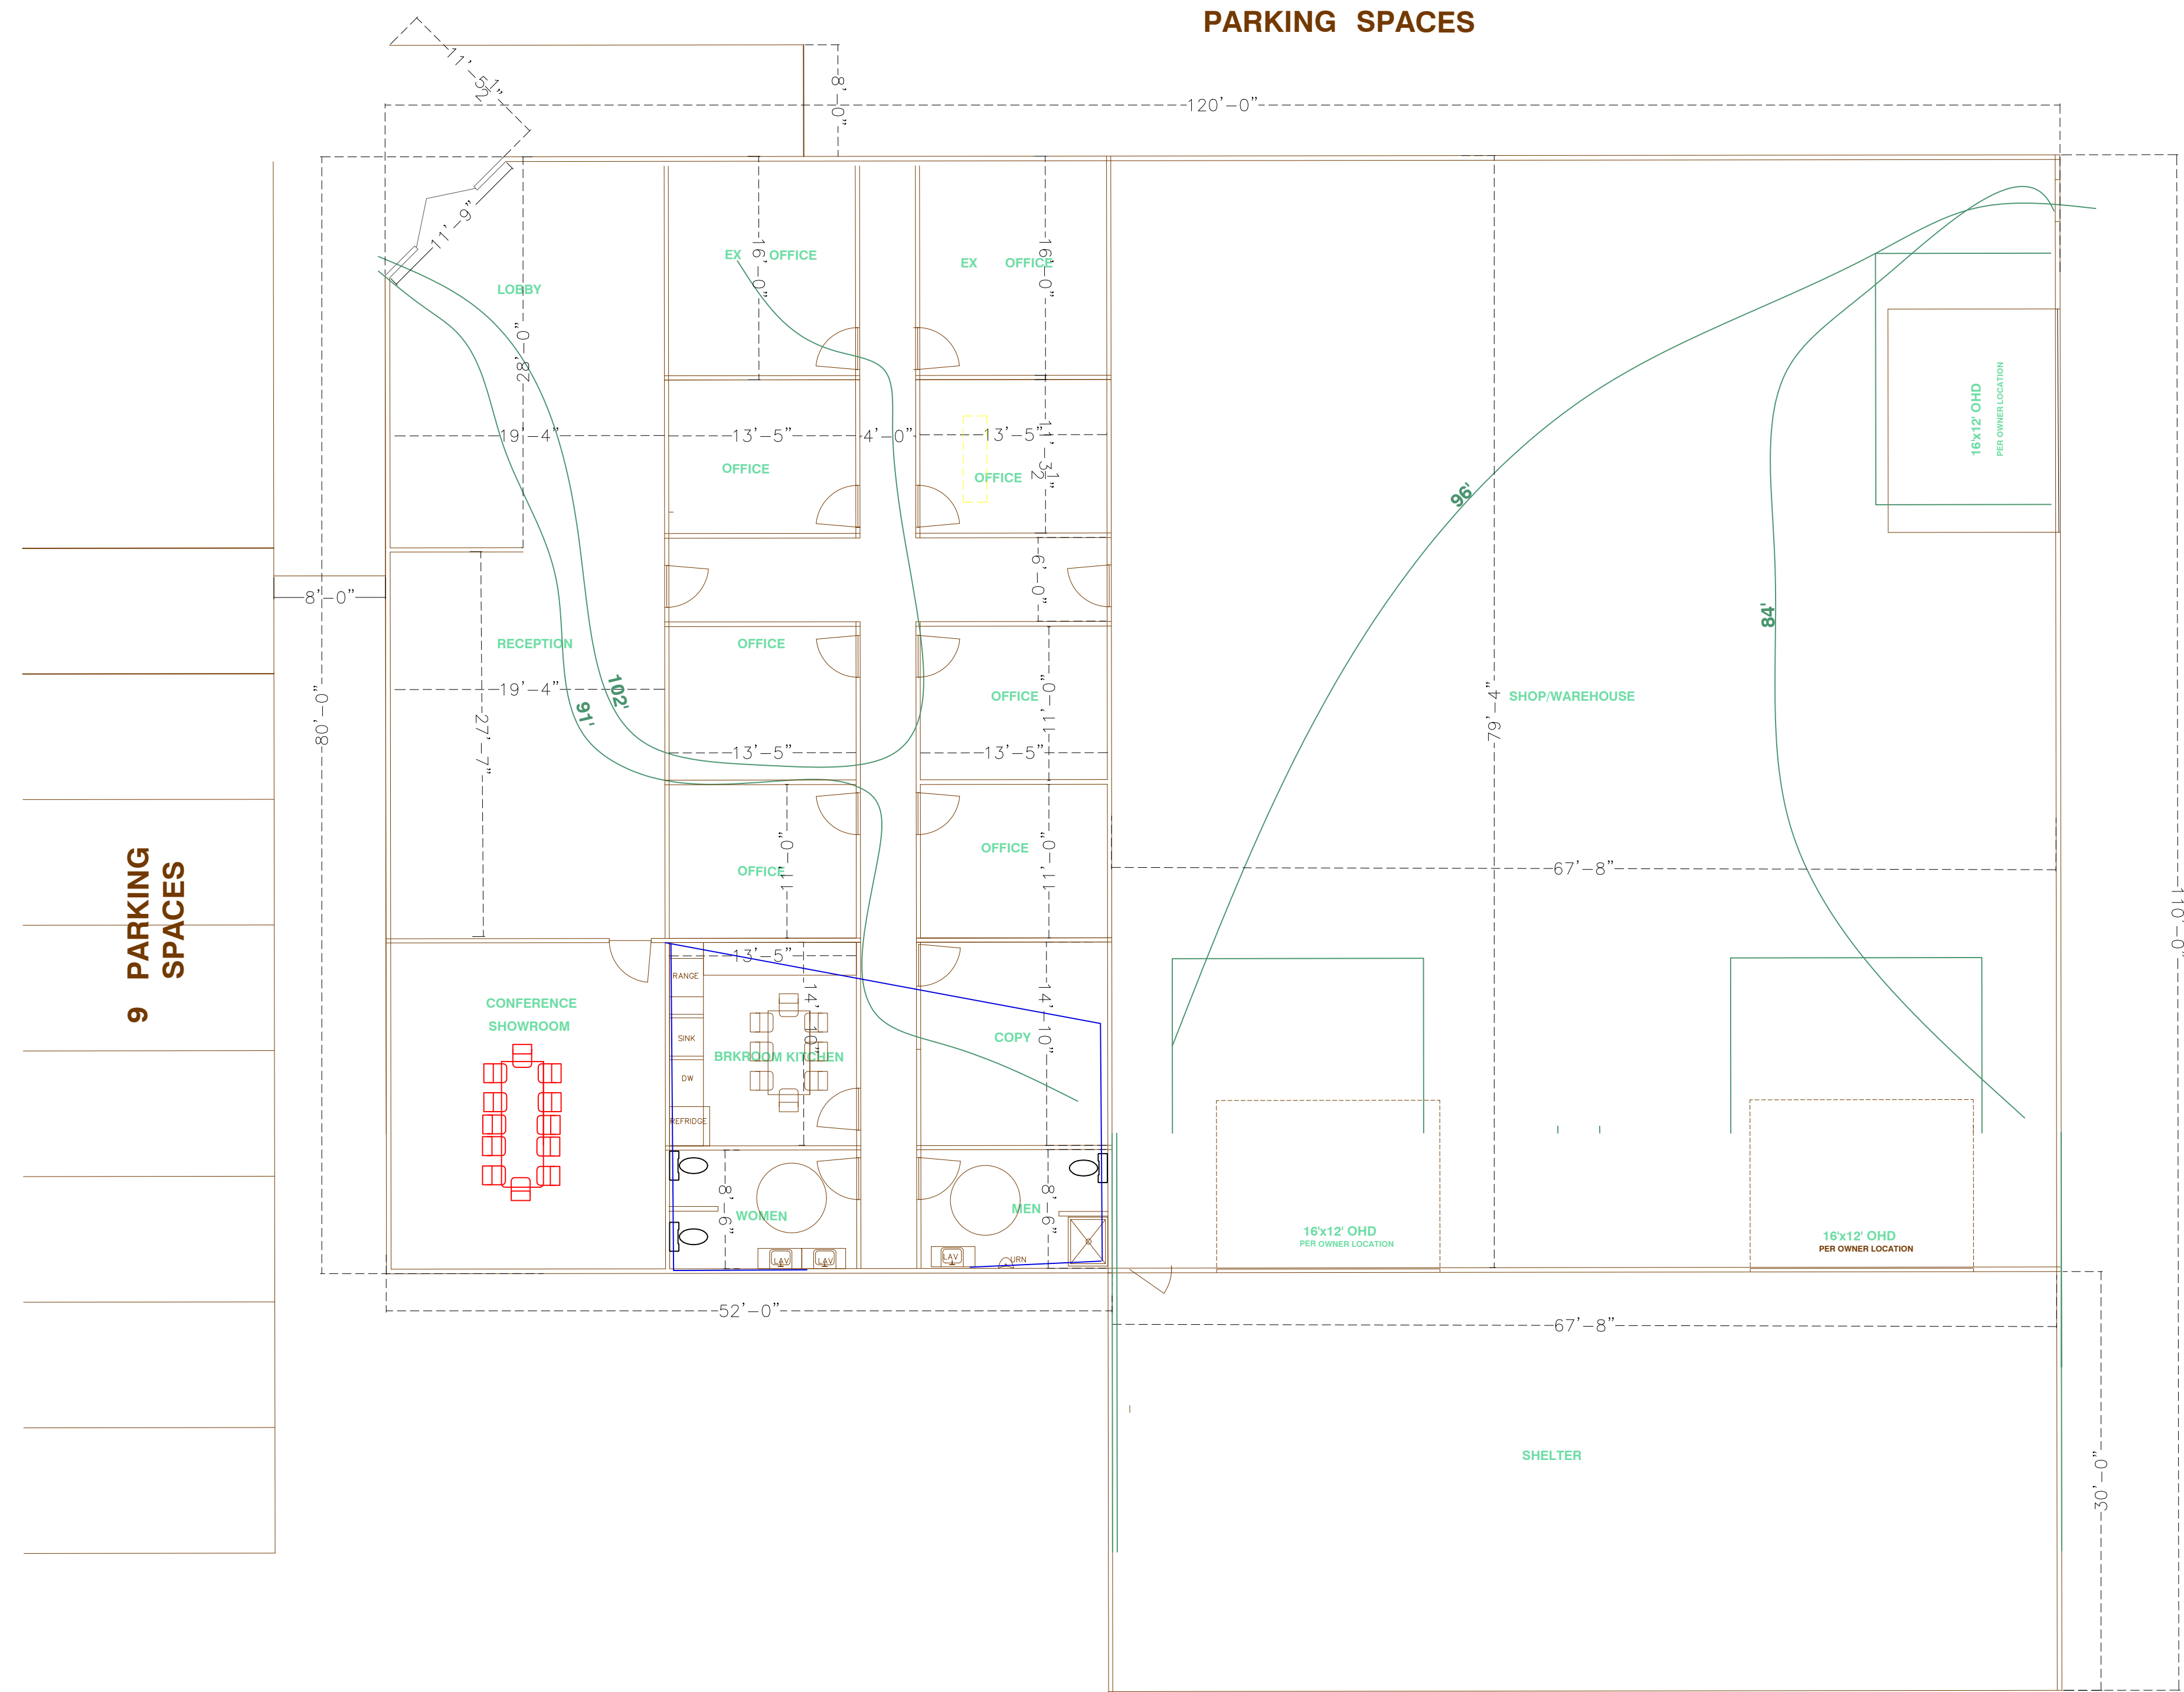 PARKING SPACES
11'-5 1/2"
8'-0"
120'-0"
11'-9"
16'-0"
16'-0"
EX OFFICE
EX OFFICE
LOBBY
28'-0"
16'x12' OHD
PER OWNER LOCATION
19'-4"
13'-5"
4'-0"
13'-5"
11'-3 1/2"
OFFICE
OFFICE
96'
6'-0"
8'-0"
84'
RECEPTION
OFFICE
19'-4"
102'
91'
OFFICE
11'-0"
SHOP/WAREHOUSE
79'-4"
80'-0"
27'-7"
13'-5"
13'-5"
9 PARKING
SPACES
OFFICE
11'-0"
OFFICE
11'-0"
67'-8"
110'-0"
13'-5"
RANGE
CONFERENCE
SHOWROOM
14'-10"
14'-10"
SINK
COPY
BRKROOM KITCHEN
DW
REFRIDGE
8'-6"
8'-6"
WOMEN
MEN
16'x12' OHD
PER OWNER LOCATION
16'x12' OHD
PER OWNER LOCATION
LAV
LAV
LAV
URN
52'-0"
67'-8"
SHELTER
30'-0"